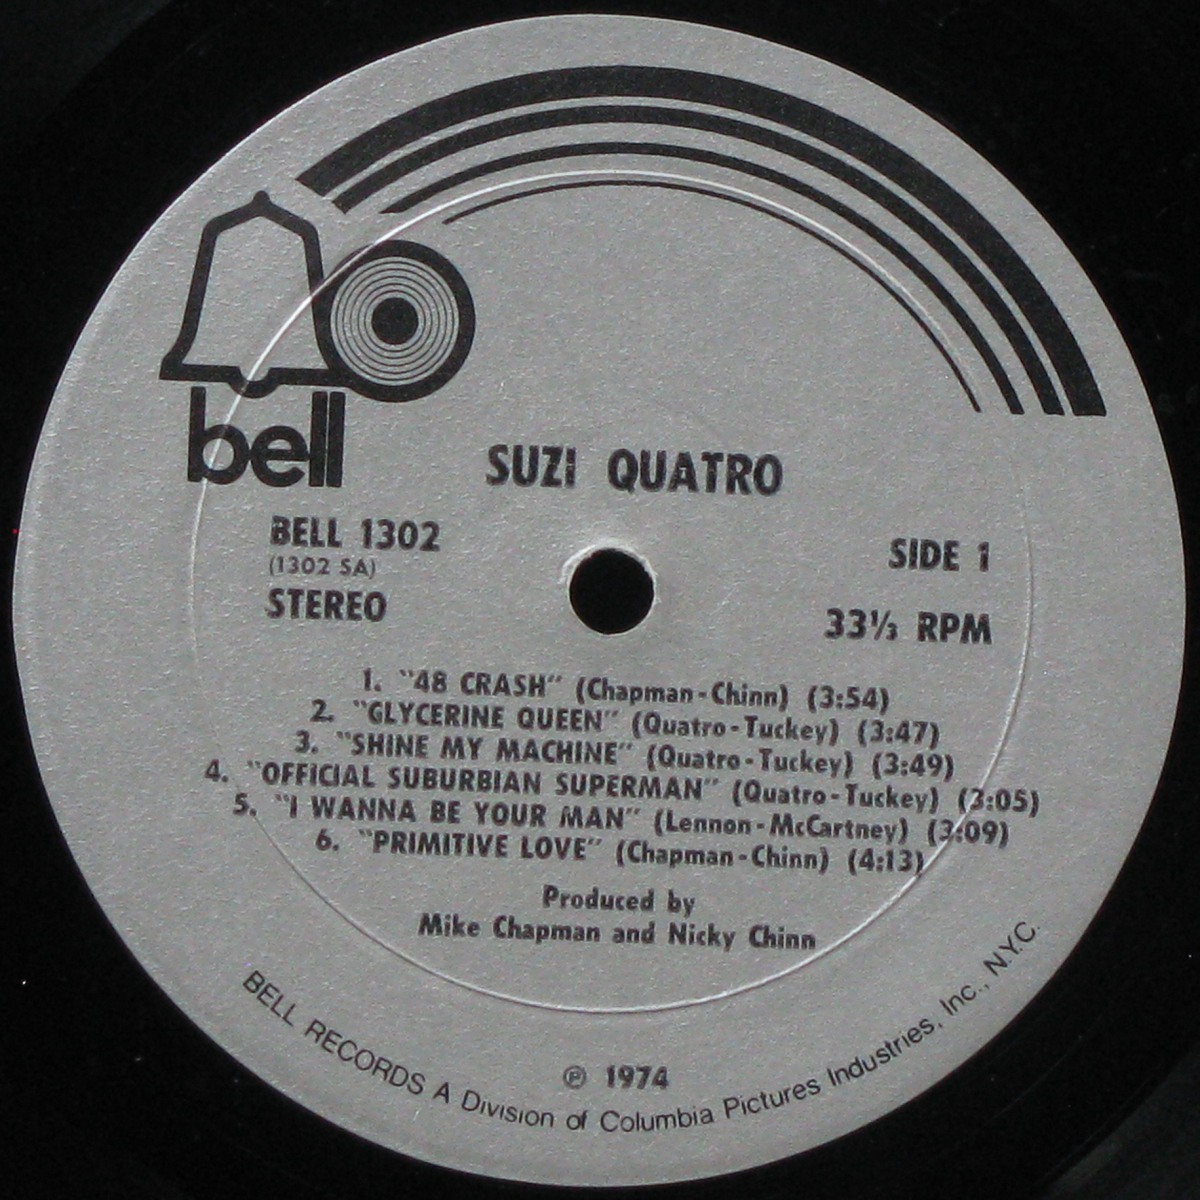 bell
SUZI QUATRO
BELL 1302
(1302 SA)
STEREO
SIDE 1
33⅓ RPM
1. "48 CRASH" (Chapman-Chinn) (3:54)
2. "GLYCERINE QUEEN" (Quatro-Tuckey) (3:47)
3. "SHINE MY MACHINE" (Quatro-Tuckey) (3:49)
4. "OFFICIAL SUBURBIAN SUPERMAN" (Quatro-Tuckey) (3:05)
5. "I WANNA BE YOUR MAN" (Lennon-McCartney) (3:09)
6. "PRIMITIVE LOVE" (Chapman-Chinn) (4:13)
Produced by
Mike Chapman and Nicky Chinn
℗ 1974
BELL RECORDS A Division of Columbia Pictures Industries, Inc., N.Y.C.